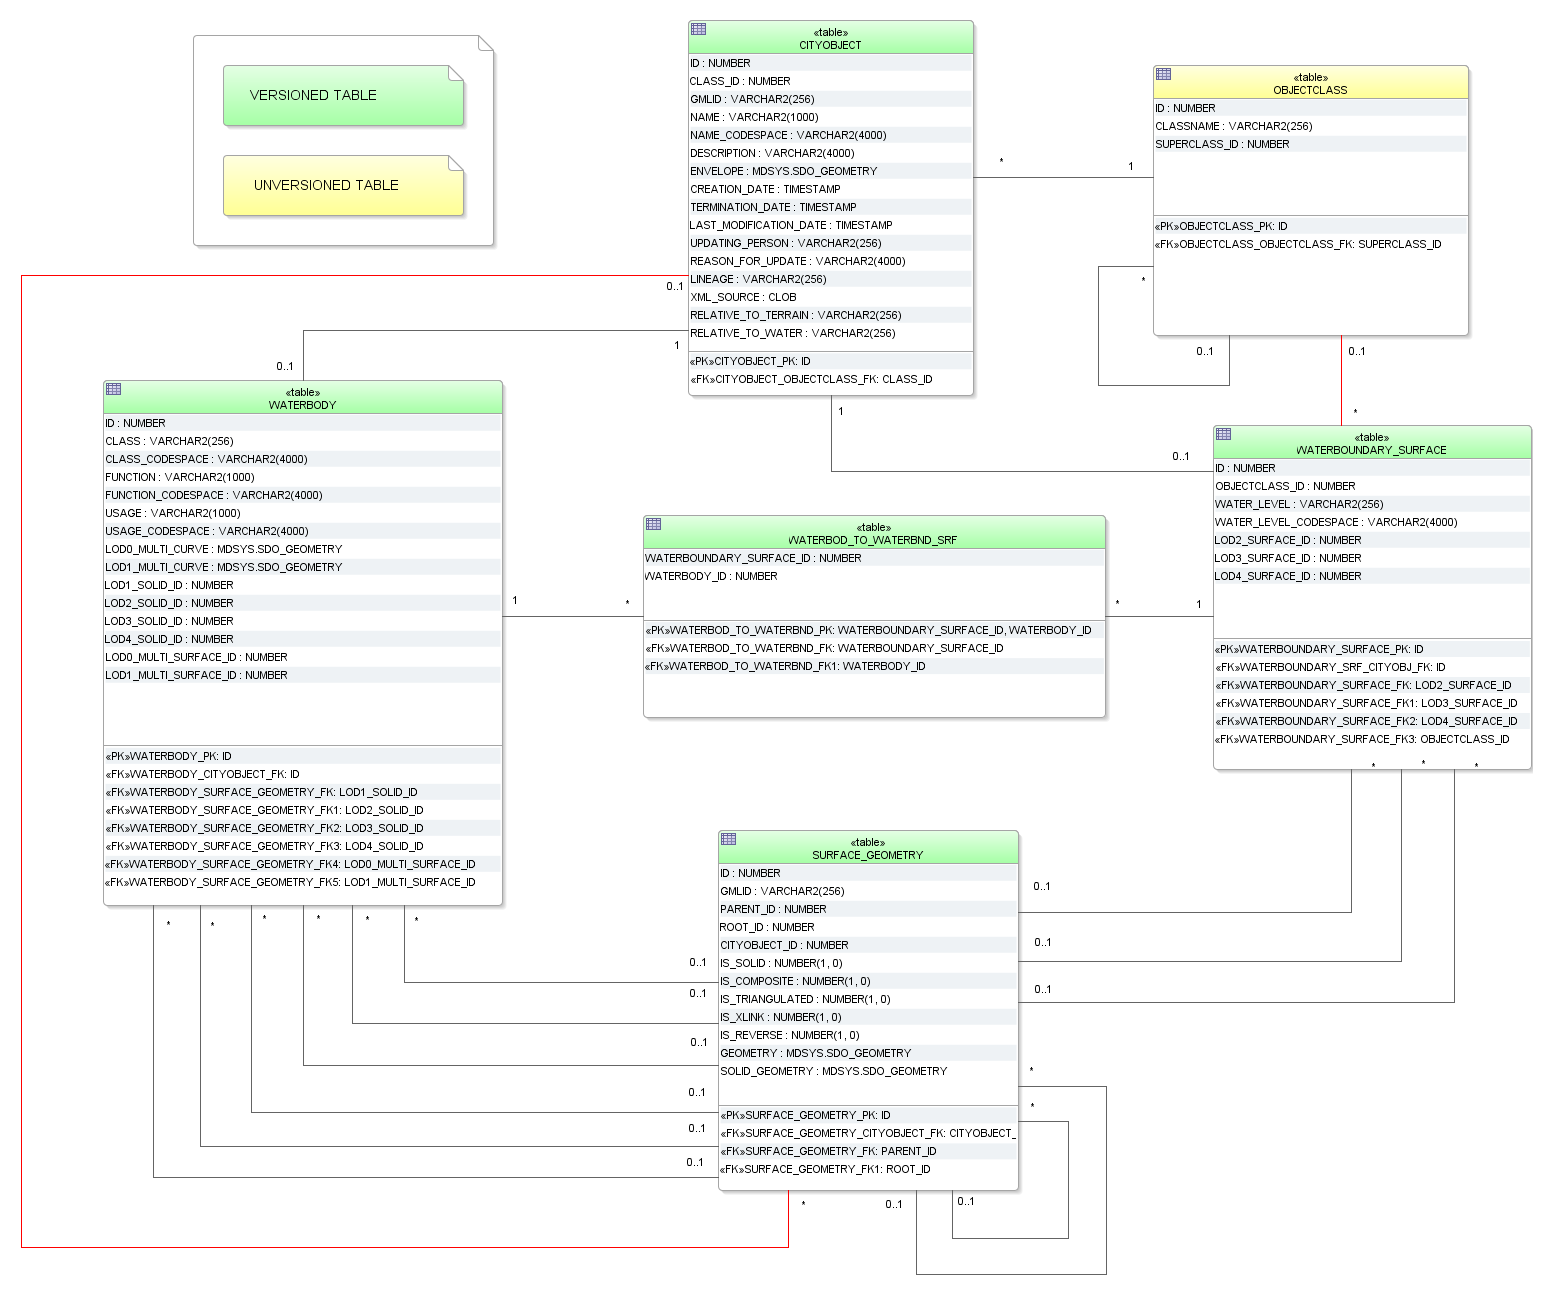 VERSIONED TABLE
UNVERSIONED TABLE
«table»
CITYOBJECT
ID : NUMBER
CLASS_ID : NUMBER
GMLID : VARCHAR2(256)
NAME : VARCHAR2(1000)
NAME_CODESPACE : VARCHAR2(4000)
DESCRIPTION : VARCHAR2(4000)
ENVELOPE : MDSYS.SDO_GEOMETRY
CREATION_DATE : TIMESTAMP
TERMINATION_DATE : TIMESTAMP
LAST_MODIFICATION_DATE : TIMESTAMP
UPDATING_PERSON : VARCHAR2(256)
REASON_FOR_UPDATE : VARCHAR2(4000)
LINEAGE : VARCHAR2(256)
XML_SOURCE : CLOB
RELATIVE_TO_TERRAIN : VARCHAR2(256)
RELATIVE_TO_WATER : VARCHAR2(256)
«PK»CITYOBJECT_PK: ID
«FK»CITYOBJECT_OBJECTCLASS_FK: CLASS_ID
*
1
«table»
OBJECTCLASS
ID : NUMBER
CLASSNAME : VARCHAR2(256)
SUPERCLASS_ID : NUMBER
«PK»OBJECTCLASS_PK: ID
«FK»OBJECTCLASS_OBJECTCLASS_FK: SUPERCLASS_ID
*
0..1
0..1
*
0..1
1
0..1
1
0..1
«table»
WATERBODY
ID : NUMBER
CLASS : VARCHAR2(256)
CLASS_CODESPACE : VARCHAR2(4000)
FUNCTION : VARCHAR2(1000)
FUNCTION_CODESPACE : VARCHAR2(4000)
USAGE : VARCHAR2(1000)
USAGE_CODESPACE : VARCHAR2(4000)
LOD0_MULTI_CURVE : MDSYS.SDO_GEOMETRY
LOD1_MULTI_CURVE : MDSYS.SDO_GEOMETRY
LOD1_SOLID_ID : NUMBER
LOD2_SOLID_ID : NUMBER
LOD3_SOLID_ID : NUMBER
LOD4_SOLID_ID : NUMBER
LOD0_MULTI_SURFACE_ID : NUMBER
LOD1_MULTI_SURFACE_ID : NUMBER
«PK»WATERBODY_PK: ID
«FK»WATERBODY_CITYOBJECT_FK: ID
«FK»WATERBODY_SURFACE_GEOMETRY_FK: LOD1_SOLID_ID
«FK»WATERBODY_SURFACE_GEOMETRY_FK1: LOD2_SOLID_ID
«FK»WATERBODY_SURFACE_GEOMETRY_FK2: LOD3_SOLID_ID
«FK»WATERBODY_SURFACE_GEOMETRY_FK3: LOD4_SOLID_ID
«FK»WATERBODY_SURFACE_GEOMETRY_FK4: LOD0_MULTI_SURFACE_ID
«FK»WATERBODY_SURFACE_GEOMETRY_FK5: LOD1_MULTI_SURFACE_ID
1
*
«table»
WATERBOD_TO_WATERBND_SRF
WATERBOUNDARY_SURFACE_ID : NUMBER
WATERBODY_ID : NUMBER
«PK»WATERBOD_TO_WATERBND_PK: WATERBOUNDARY_SURFACE_ID, WATERBODY_ID
«FK»WATERBOD_TO_WATERBND_FK: WATERBOUNDARY_SURFACE_ID
«FK»WATERBOD_TO_WATERBND_FK1: WATERBODY_ID
*
1
«table»
WATERBOUNDARY_SURFACE
ID : NUMBER
OBJECTCLASS_ID : NUMBER
WATER_LEVEL : VARCHAR2(256)
WATER_LEVEL_CODESPACE : VARCHAR2(4000)
LOD2_SURFACE_ID : NUMBER
LOD3_SURFACE_ID : NUMBER
LOD4_SURFACE_ID : NUMBER
«PK»WATERBOUNDARY_SURFACE_PK: ID
«FK»WATERBOUNDARY_SRF_CITYOBJ_FK: ID
«FK»WATERBOUNDARY_SURFACE_FK: LOD2_SURFACE_ID
«FK»WATERBOUNDARY_SURFACE_FK1: LOD3_SURFACE_ID
«FK»WATERBOUNDARY_SURFACE_FK2: LOD4_SURFACE_ID
«FK»WATERBOUNDARY_SURFACE_FK3: OBJECTCLASS_ID
* * *
* * * * * *
0..1
0..1
0..1
0..1
0..1
0..1
«table»
SURFACE_GEOMETRY
ID : NUMBER
GMLID : VARCHAR2(256)
PARENT_ID : NUMBER
ROOT_ID : NUMBER
CITYOBJECT_ID : NUMBER
IS_SOLID : NUMBER(1, 0)
IS_COMPOSITE : NUMBER(1, 0)
IS_TRIANGULATED : NUMBER(1, 0)
IS_XLINK : NUMBER(1, 0)
IS_REVERSE : NUMBER(1, 0)
GEOMETRY : MDSYS.SDO_GEOMETRY
SOLID_GEOMETRY : MDSYS.SDO_GEOMETRY
«PK»SURFACE_GEOMETRY_PK: ID
«FK»SURFACE_GEOMETRY_CITYOBJECT_FK: CITYOBJECT_
«FK»SURFACE_GEOMETRY_FK: PARENT_ID
«FK»SURFACE_GEOMETRY_FK1: ROOT_ID
0..1
0..1
0..1
*
*
*
0..1
0..1